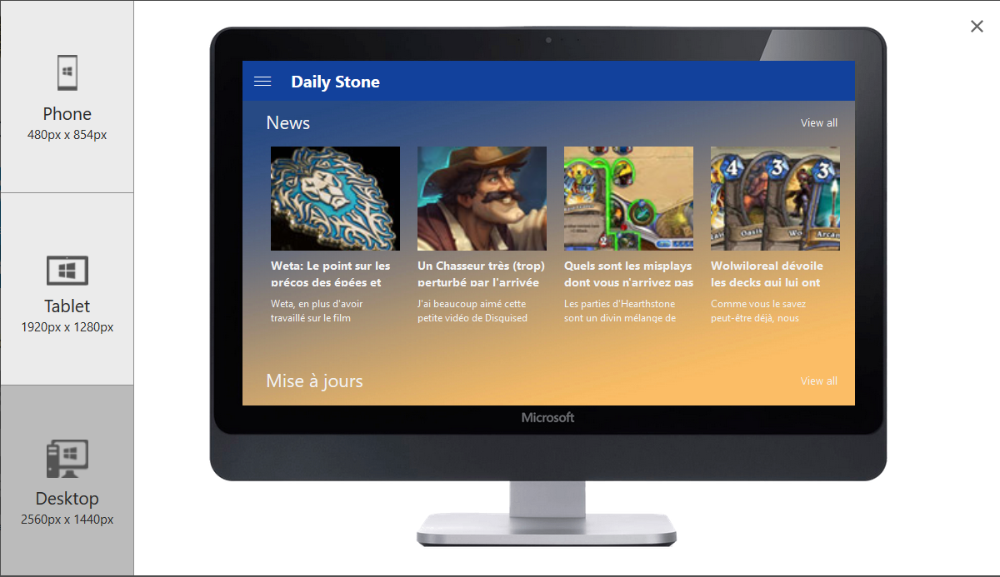 Phone
480px x 854px
Tablet
1920px x 1280px
Desktop
2560px x 1440px
Daily Stone
News
View all
Weta: Le point sur les
précos des épées et
Weta, en plus d'avoir
travaillé sur le film
Un Chasseur très (trop)
perturbé par l'arrivée
J'ai beaucoup aimé cette
petite vidéo de Disquised
Quels sont les misplays
dont vous n'arrivez pas
Les parties d'Hearthstone
sont un divin mélange de
4
3
3
2
Wolwiloreal dévoile
les decks qui lui ont
Comme vous le savez
peut-être déjà, nous
Mise à jours
View all
Microsoft